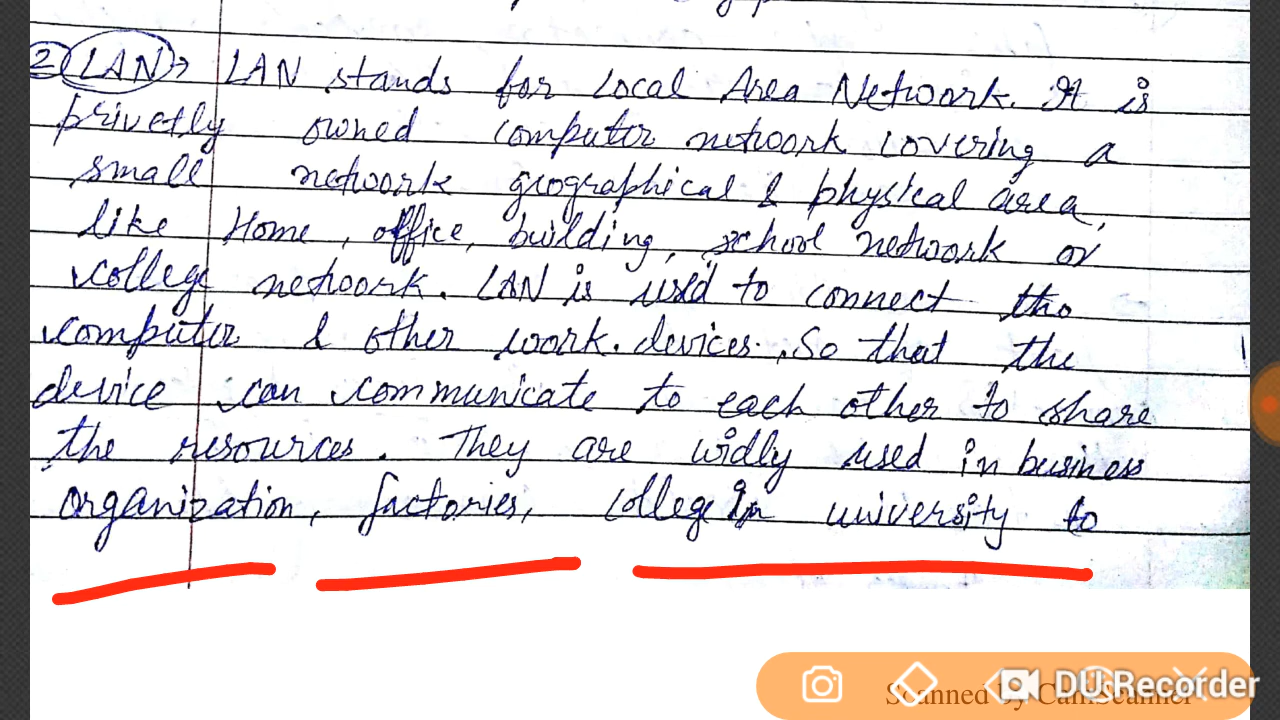 2 LAN → LAN stands for Local Area Network. It is
privetly owned computer network covering a
small network geographical & physical area,
like Home, office, building, school network or
college network. LAN is used to connect the
computer & other work. devices. So that the
device can communicate to each other to share
the resources. They are widly used in business
organization, factories, college in university to
Scanned by CamScanner
DU Recorder